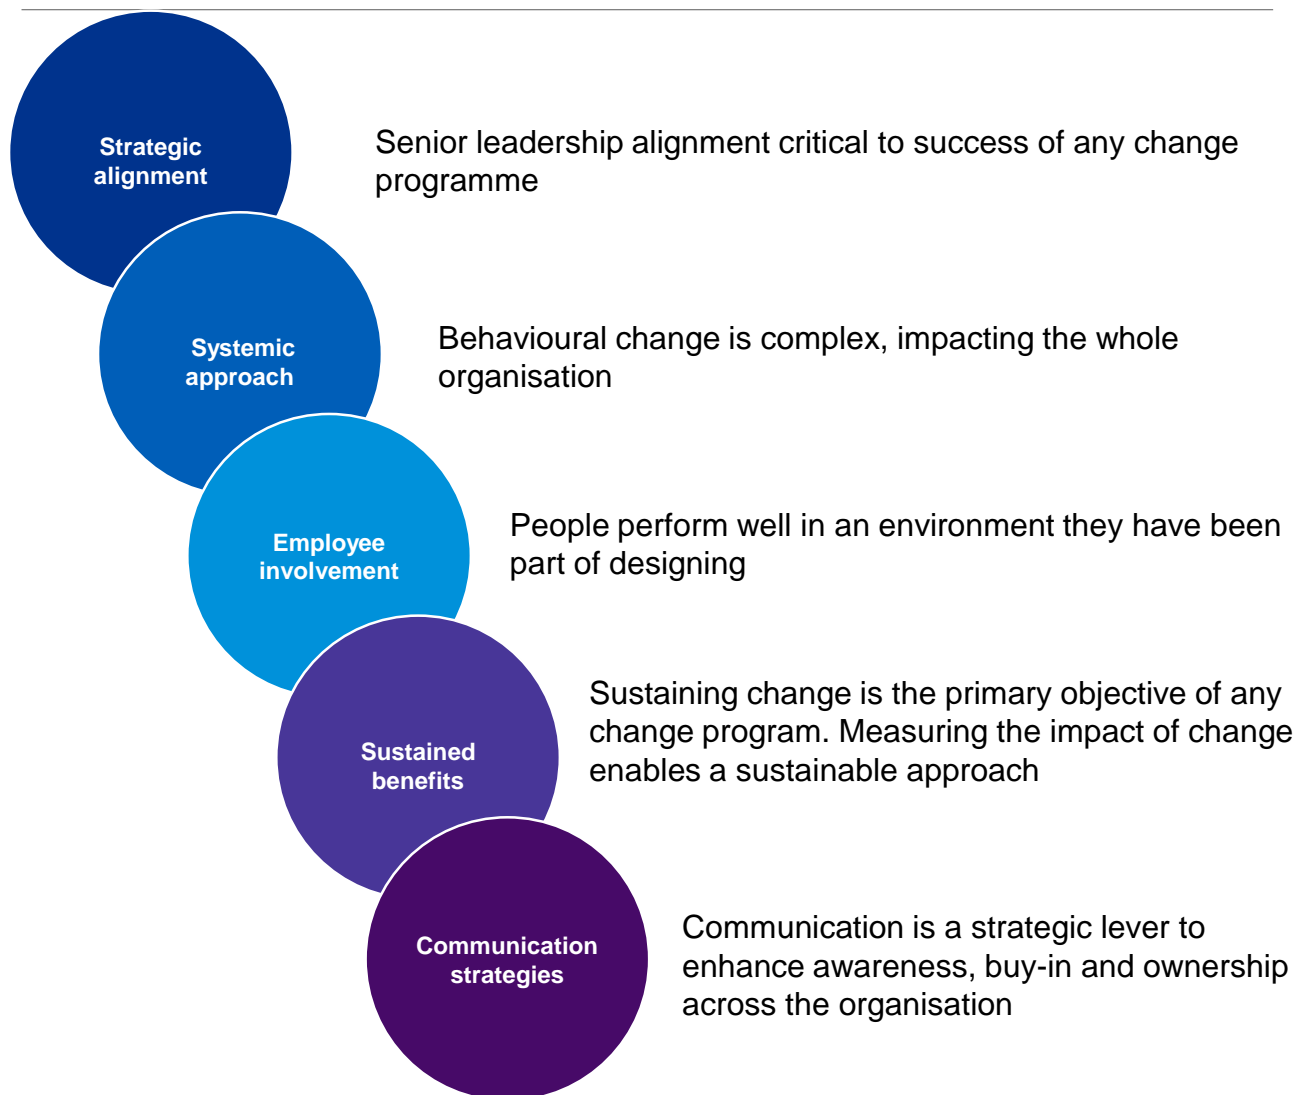 Strategic
alignment
Senior leadership alignment critical to success of any change
programme
Systemic
approach
Behavioural change is complex, impacting the whole
organisation
Employee
involvement
People perform well in an environment they have been
part of designing
Sustained
benefits
Sustaining change is the primary objective of any
change program. Measuring the impact of change
enables a sustainable approach
Communication
strategies
Communication is a strategic lever to
enhance awareness, buy-in and ownership
across the organisation